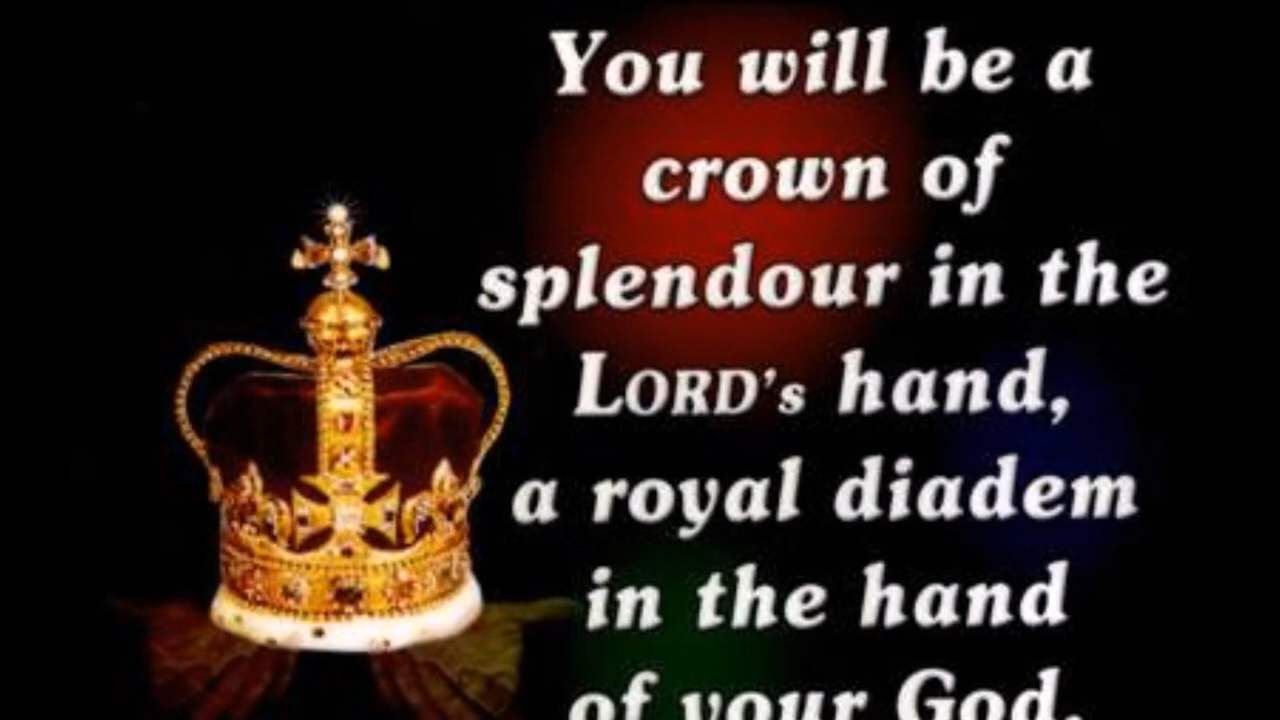 You will be a
crown of
splendour in the
LORD's hand,
a royal diadem
in the hand
of your God.